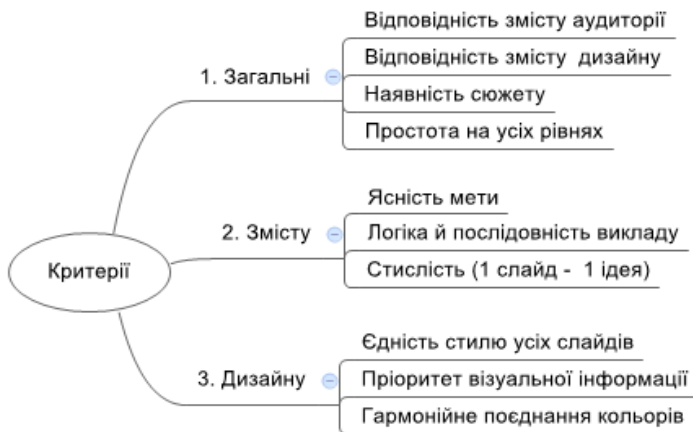 Критерії
1. Загальні
Відповідність змісту аудиторії
Відповідність змісту дизайну
Наявність сюжету
Простота на усіх рівнях
2. Змісту
Ясність мети
Логіка й послідовність викладу
Стислість (1 слайд - 1 ідея)
3. Дизайну
Єдність стилю усіх слайдів
Пріоритет візуальної інформації
Гармонійне поєднання кольорів